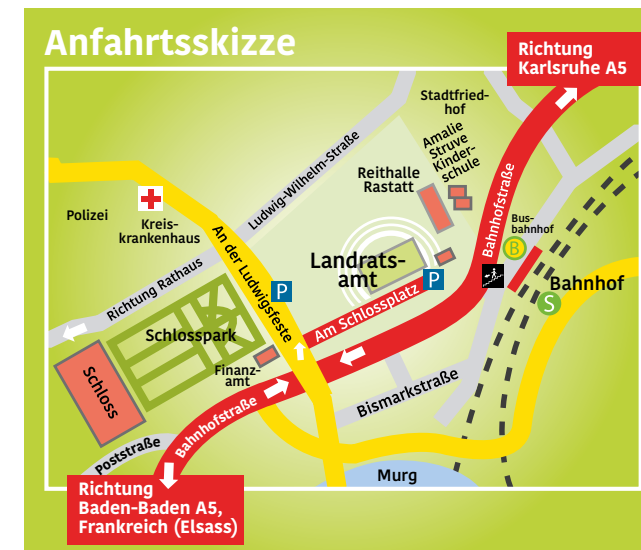 Anfahrtsskizze
Richtung
Karlsruhe A5
Stadtfried-
hof
Amalie
Struve
Kinder-
schule
Ludwig-Wilhelm-Straße
Reithalle
Rastatt
Bahnhofstraße
Polizei
Kreis-
krankenhaus
Bus-
bahnhof
B
An der Ludwigsfeste
Landrats-
amt
P
P
Bahnhof
S
Richtung Rathaus
Am Schlossplatz
Schlosspark
Schloss
Finanz-
amt
Bismarkstraße
Bahnhofstraße
Poststraße
Murg
Richtung
Baden-Baden A5,
Frankreich (Elsass)